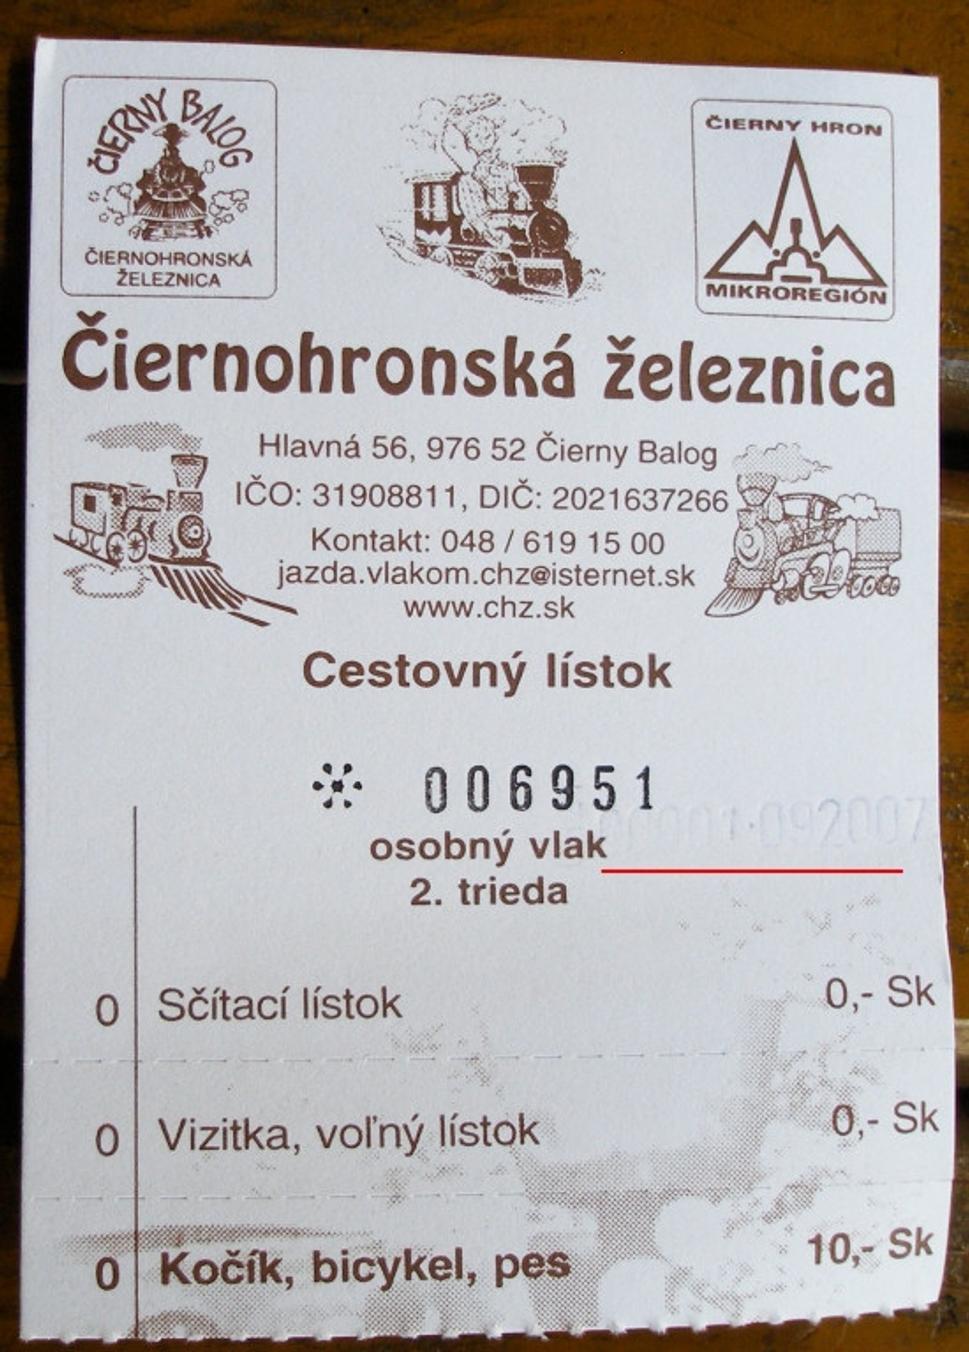 ČIERNY BALOG
ČIERNOHRONSKÁ
ŽELEZNICA
ČIERNY HRON
MIKROREGIÓN
Čiernohronská železnica
Hlavná 56, 976 52 Čierny Balog
IČO: 31908811, DIČ: 2021637266
Kontakt: 048 / 619 15 00
jazda.vlakom.chz@isternet.sk
www.chz.sk
Cestovný lístok
006951
osobný vlak
2. trieda
0 Sčítací lístok 0,- Sk
0 Vizitka, voľný lístok 0,- Sk
0 Kočík, bicykel, pes 10,- Sk